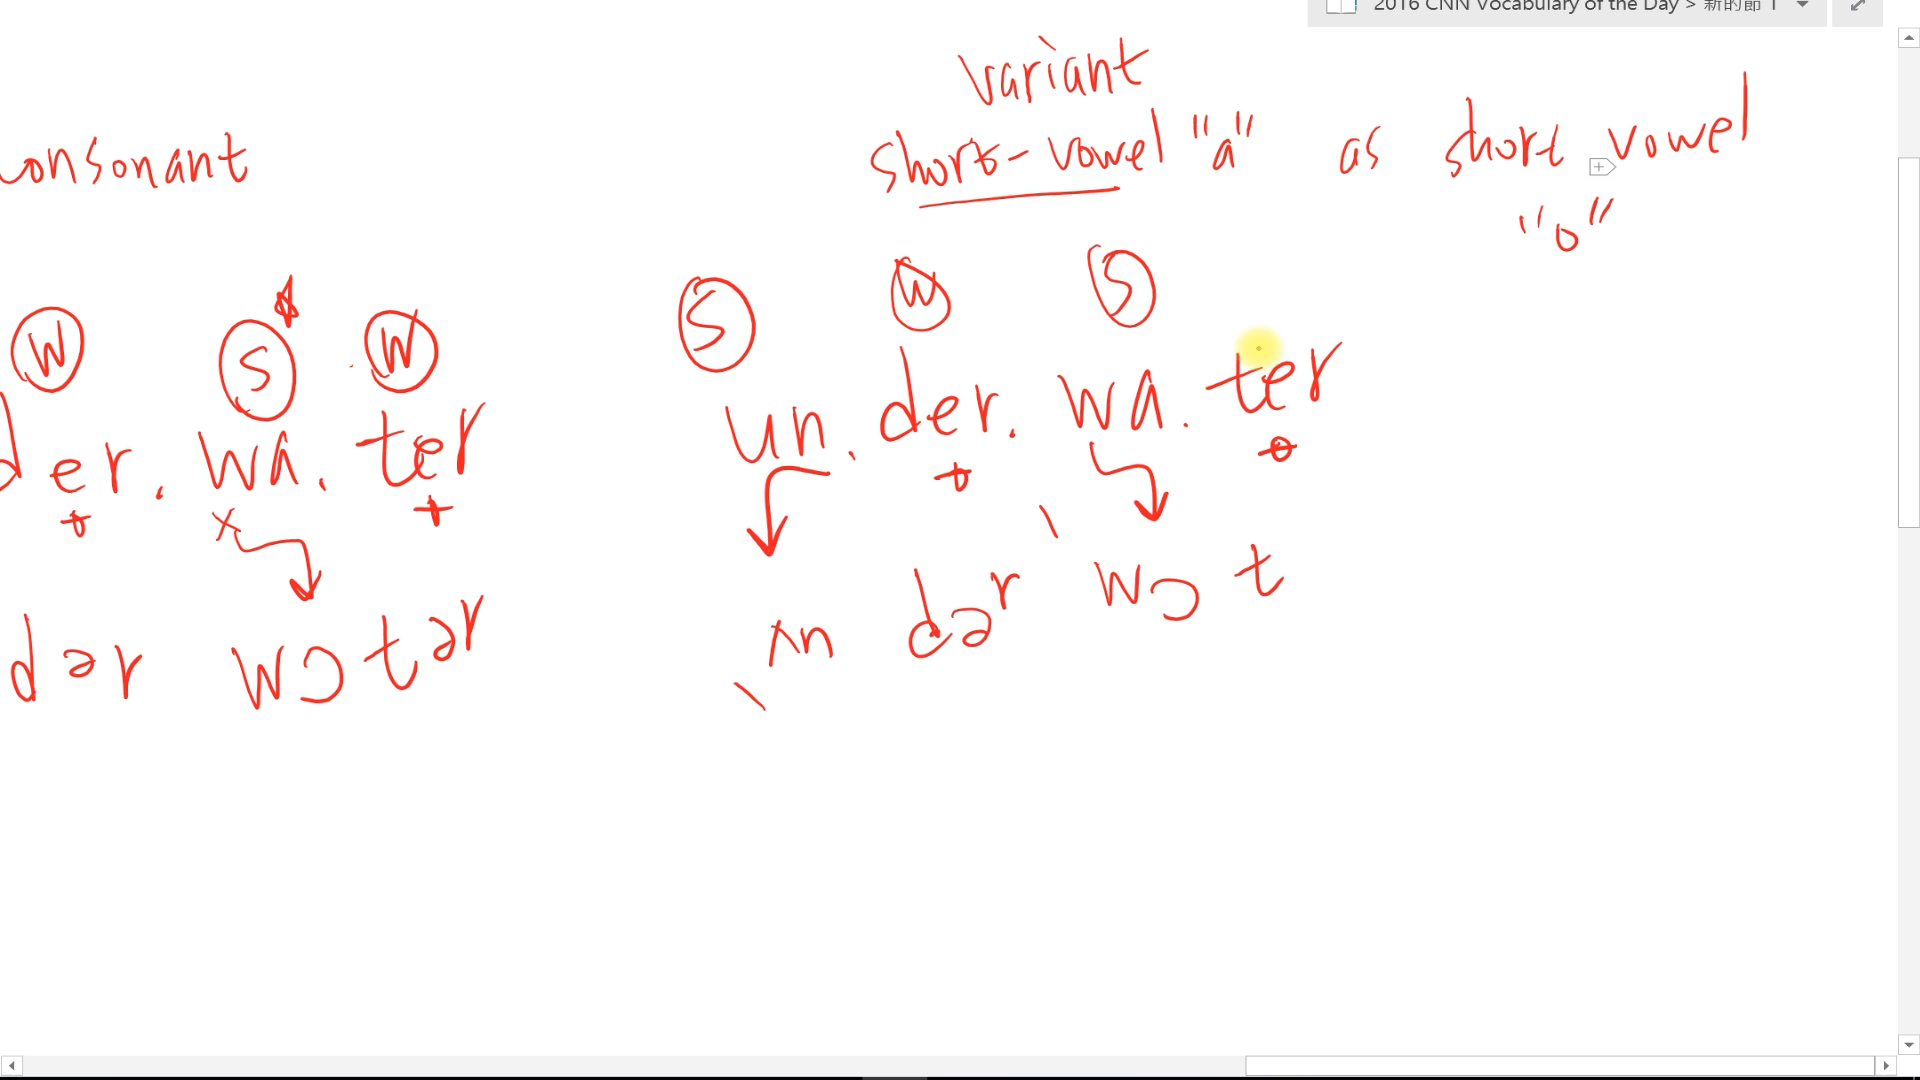 2016 CNN Vocabulary of the Day > 新的節 1
variant
short-vowel "a" as short vowel
"o"
onsonant
W S W
der. wa. ter
dər wɔtər
S W S
un. der. wa. ter
ʌn dər wɔt